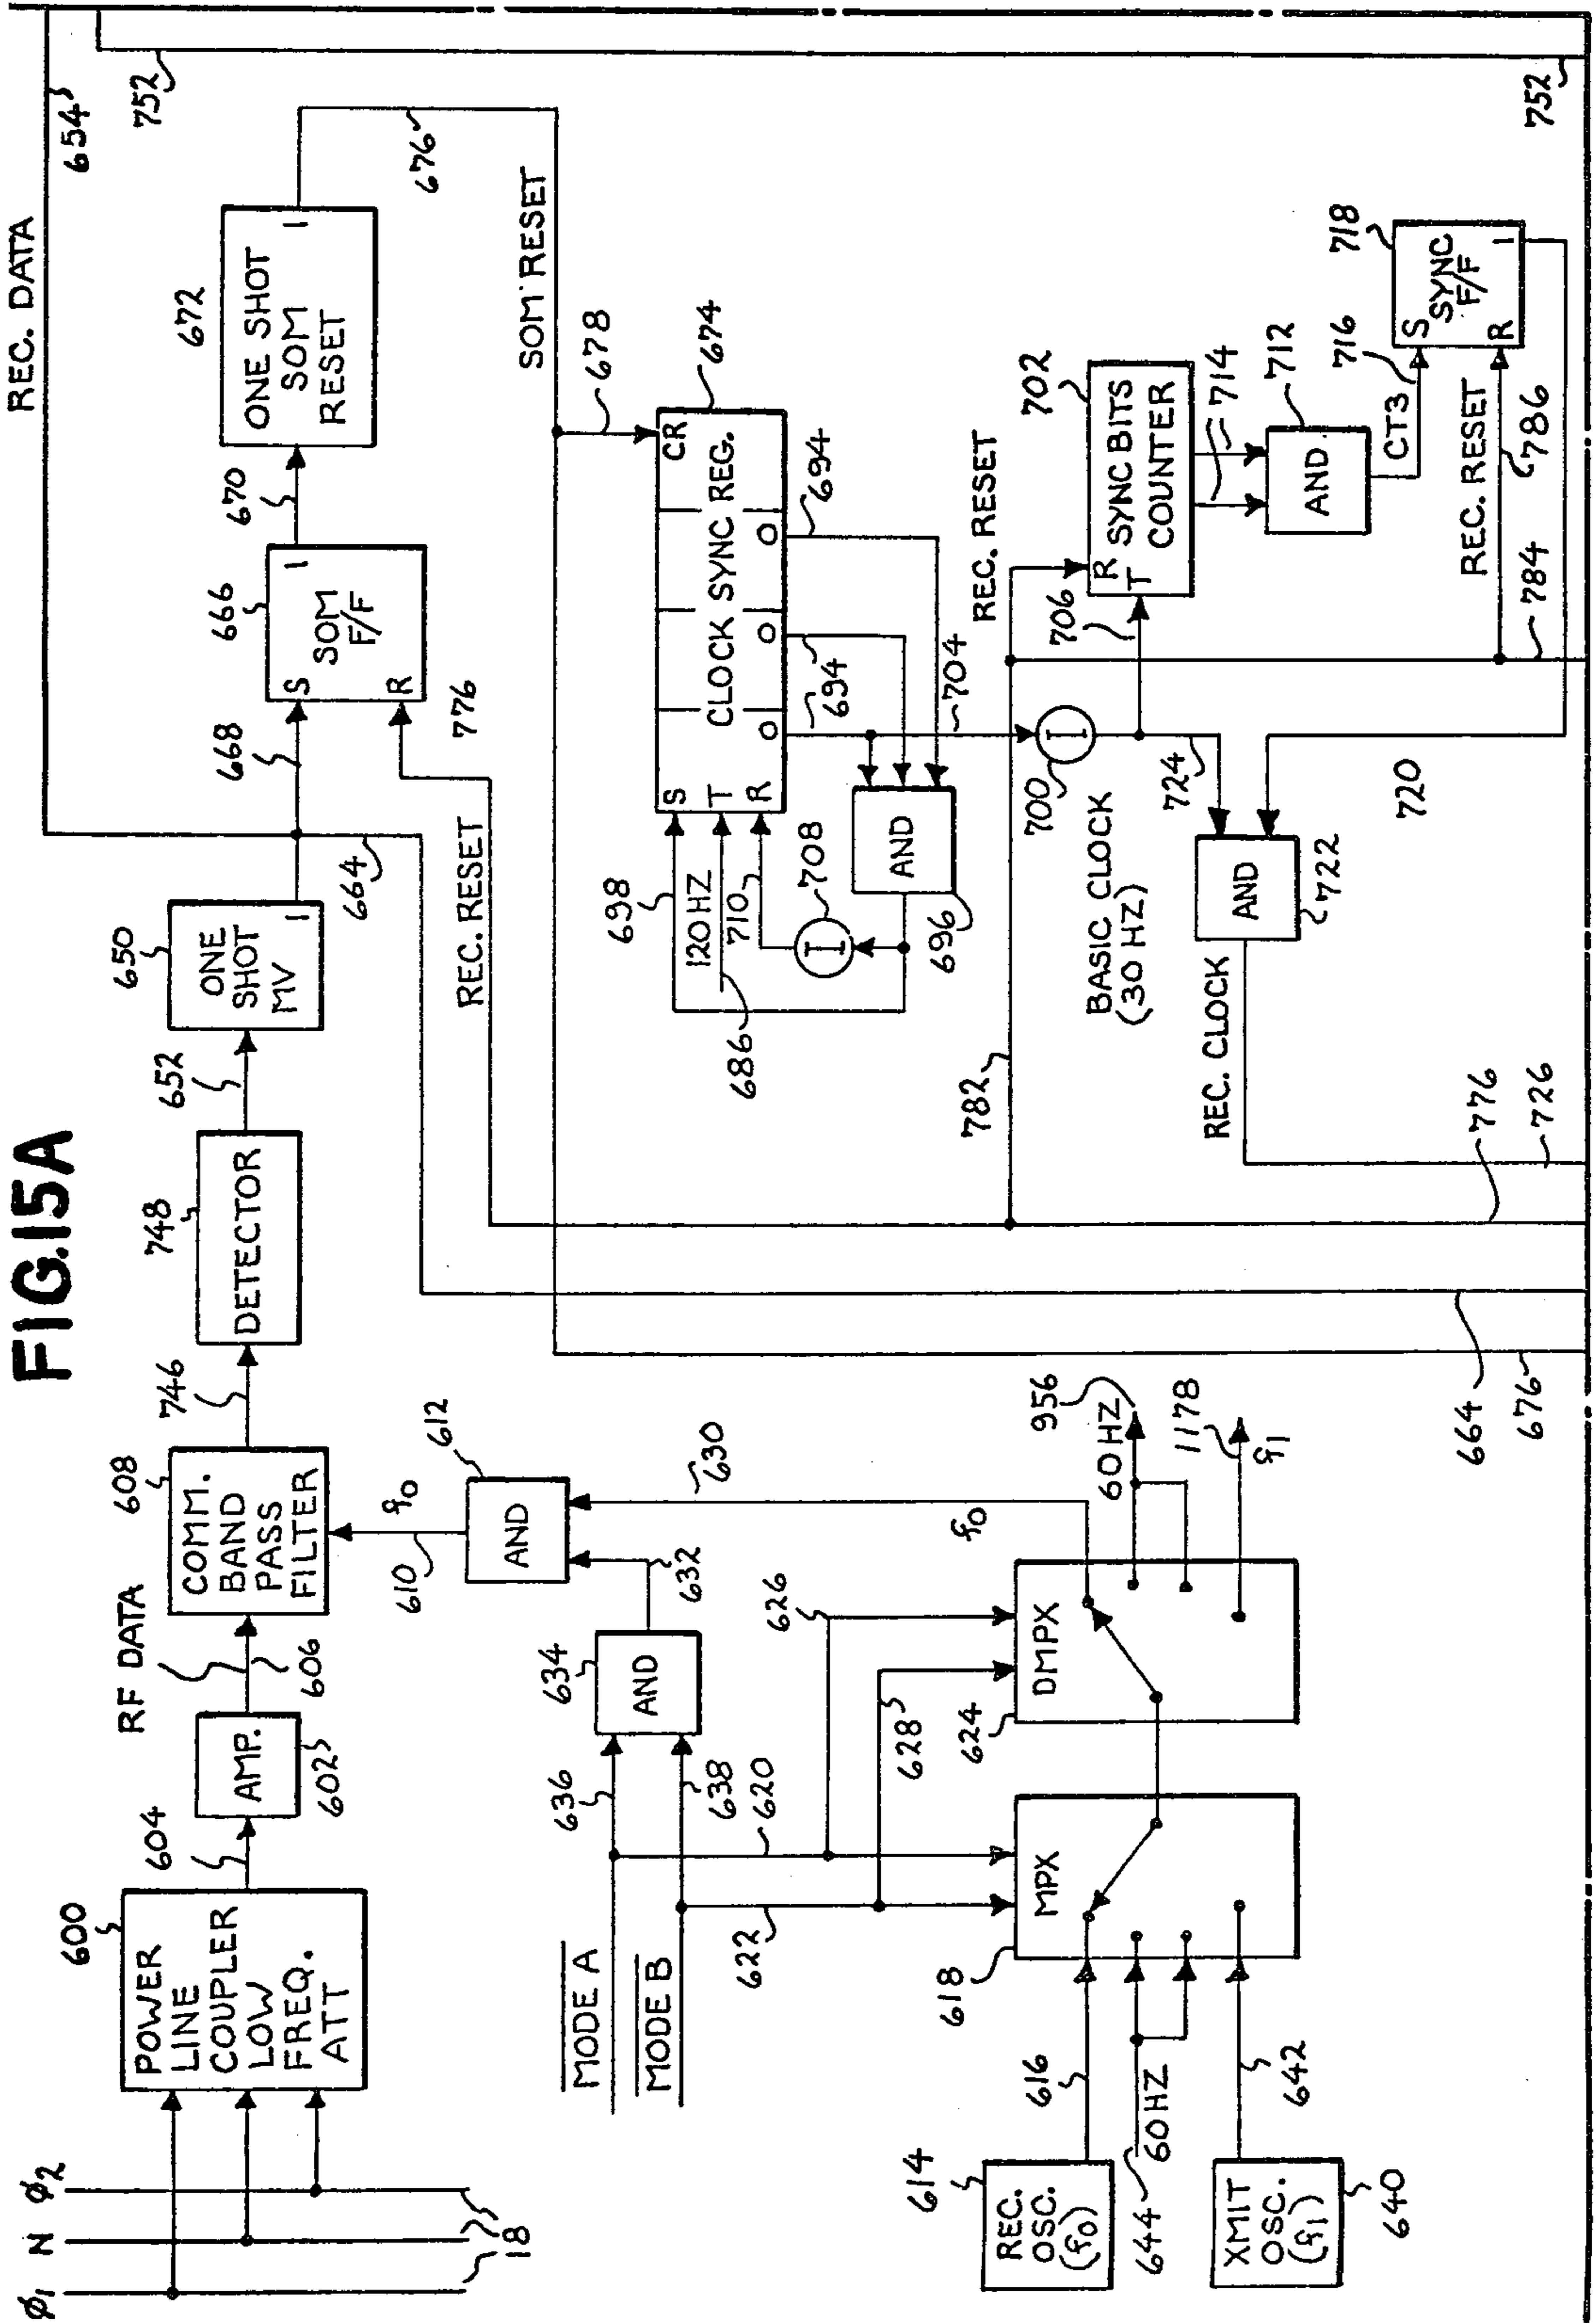 FIG.15A
ϕ1 N ϕ2
18
600
POWER
LINE
COUPLER
LOW
FREQ.
ATT
604
AMP.
602
RF DATA
606
608
COMM.
BAND
PASS
FILTER
746
748
DETECTOR
652
650
ONE
SHOT
MV
1
664
668
666
SOM
F/F
S
R
1
776
670
672
ONE SHOT
SOM
RESET
1
676
REC. DATA
654
752
752
REC. RESET
SOM RESET
678
674
CR
CLOCK SYNC REG.
S
T
R
O
O
O
698
120 HZ
710
686
708
AND
696
694
694
704
700
BASIC CLOCK
(30 HZ)
706
REC. RESET
702
R
T
SYNC BITS
COUNTER
714
712
AND
CT3
716
718
SYNC
F/F
S
R
1
REC. RESET
786
784
724
720
AND
722
REC. CLOCK
782
776
726
664
676
610
f0
612
AND
630
632
634
AND
636
638
620
622
626
628
MODE A
MODE B
618
MPX
624
DMPX
f0
60 HZ
956
1178
f1
614
REC.
OSC.
(f0)
616
644
60 HZ
642
XMIT
OSC.
(f1)
640